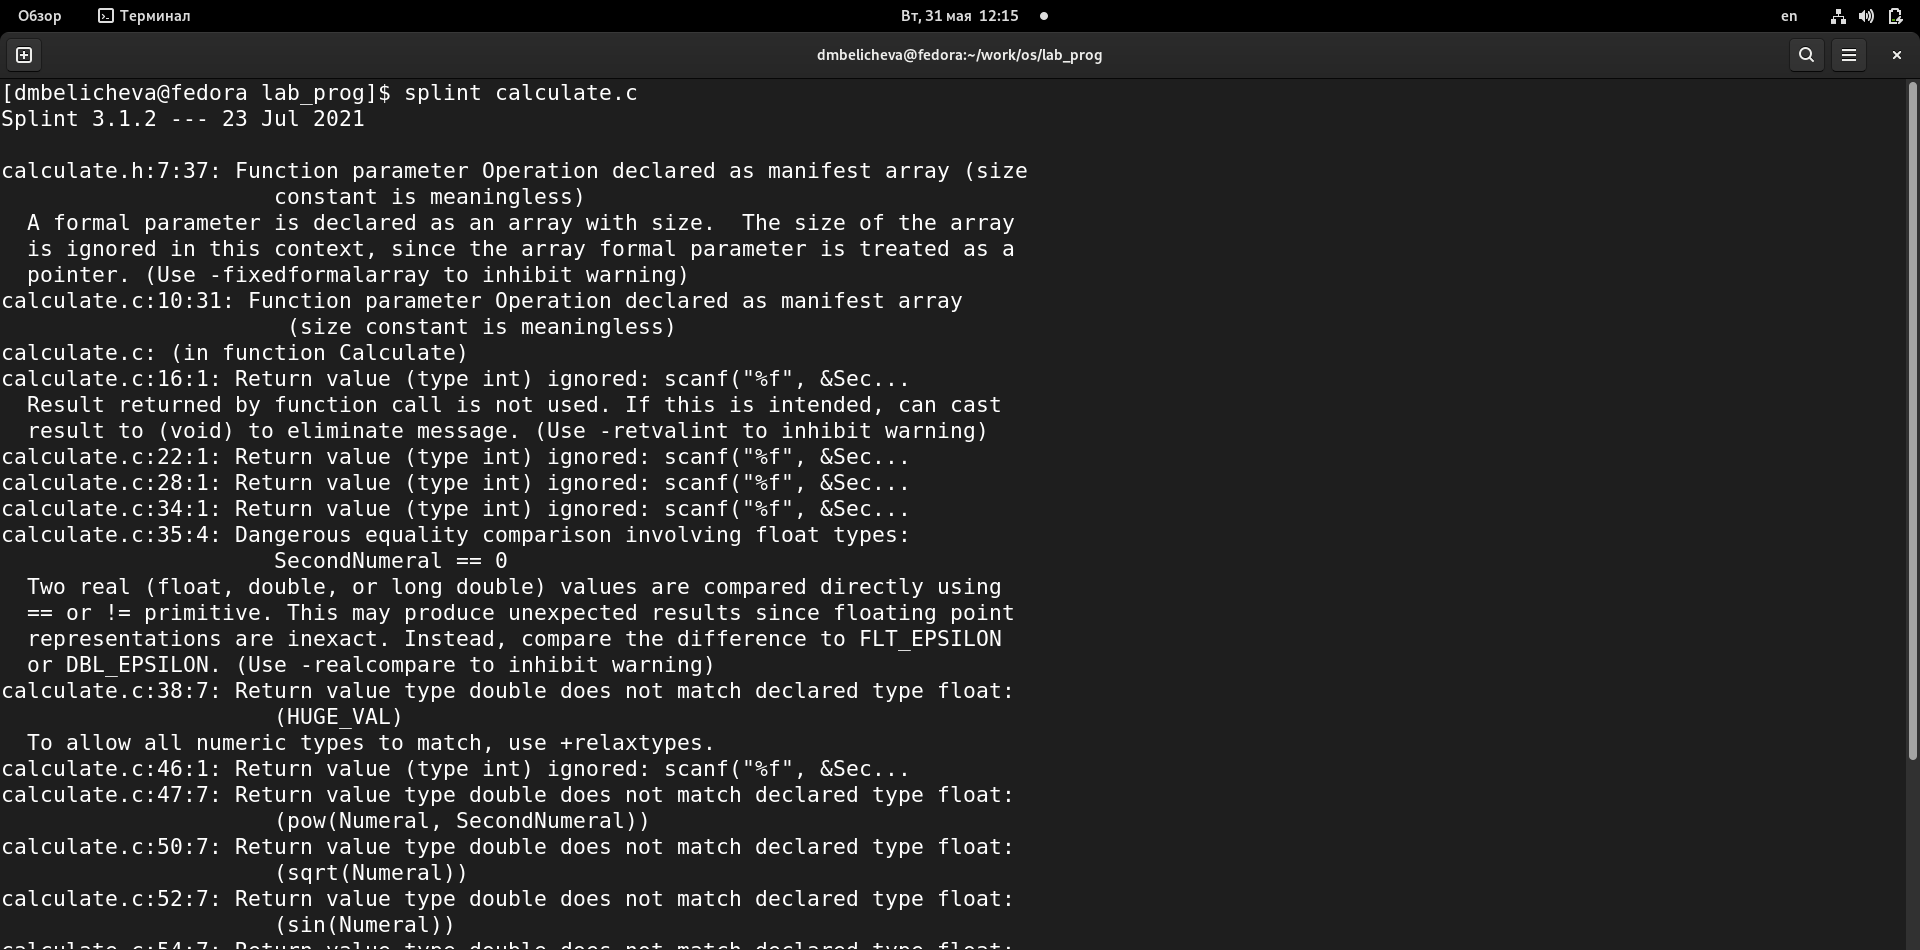 Обзор Терминал Вт, 31 мая 12:15 en
dmbelicheva@fedora:~/work/os/lab_prog
[dmbelicheva@fedora lab_prog]$ splint calculate.c
Splint 3.1.2 --- 23 Jul 2021
calculate.h:7:37: Function parameter Operation declared as manifest array (size
constant is meaningless)
A formal parameter is declared as an array with size.  The size of the array
is ignored in this context, since the array formal parameter is treated as a
pointer. (Use -fixedformalarray to inhibit warning)
calculate.c:10:31: Function parameter Operation declared as manifest array
(size constant is meaningless)
calculate.c: (in function Calculate)
calculate.c:16:1: Return value (type int) ignored: scanf("%f", &Sec...
Result returned by function call is not used. If this is intended, can cast
result to (void) to eliminate message. (Use -retvalint to inhibit warning)
calculate.c:22:1: Return value (type int) ignored: scanf("%f", &Sec...
calculate.c:28:1: Return value (type int) ignored: scanf("%f", &Sec...
calculate.c:34:1: Return value (type int) ignored: scanf("%f", &Sec...
calculate.c:35:4: Dangerous equality comparison involving float types:
SecondNumeral == 0
Two real (float, double, or long double) values are compared directly using
== or != primitive. This may produce unexpected results since floating point
representations are inexact. Instead, compare the difference to FLT_EPSILON
or DBL_EPSILON. (Use -realcompare to inhibit warning)
calculate.c:38:7: Return value type double does not match declared type float:
(HUGE_VAL)
To allow all numeric types to match, use +relaxtypes.
calculate.c:46:1: Return value (type int) ignored: scanf("%f", &Sec...
calculate.c:47:7: Return value type double does not match declared type float:
(pow(Numeral, SecondNumeral))
calculate.c:50:7: Return value type double does not match declared type float:
(sqrt(Numeral))
calculate.c:52:7: Return value type double does not match declared type float:
(sin(Numeral))
calculate.c:54:7: Return value type double does not match declared type float: